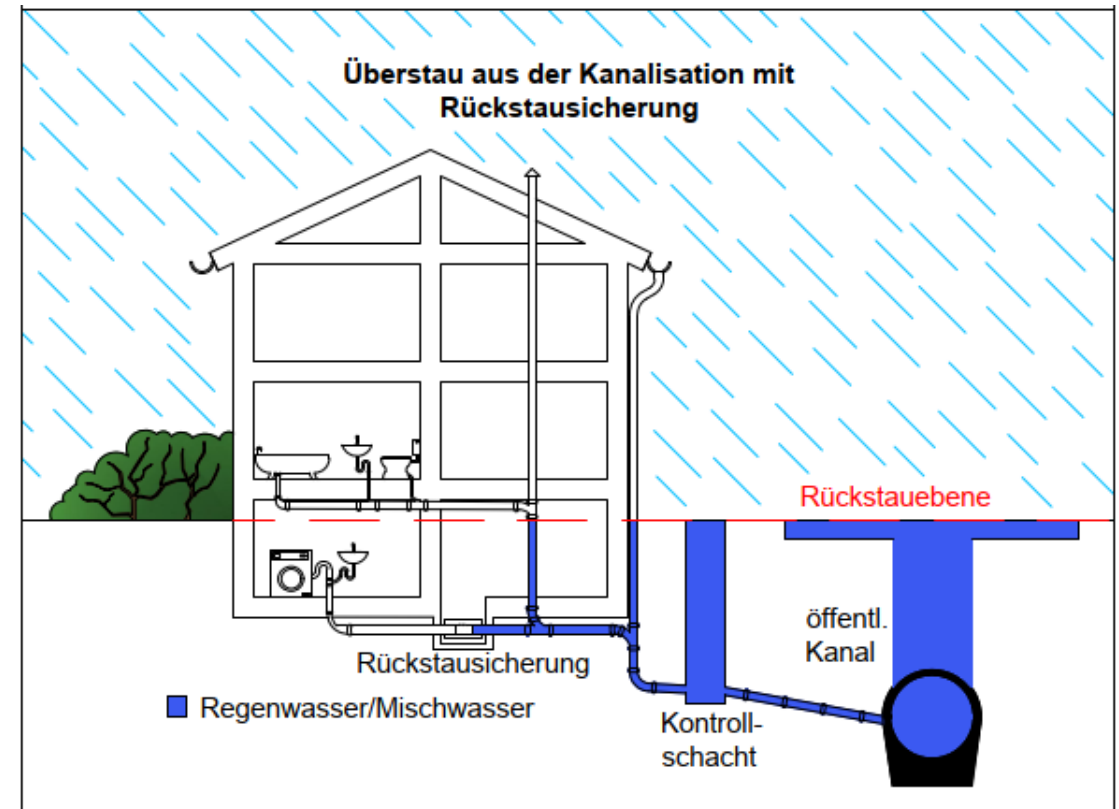 Überstau aus der Kanalisation mit
Rückstausicherung
Rückstauebene
öffentl.
Kanal
Rückstausicherung
Regenwasser/Mischwasser
Kontroll-
schacht